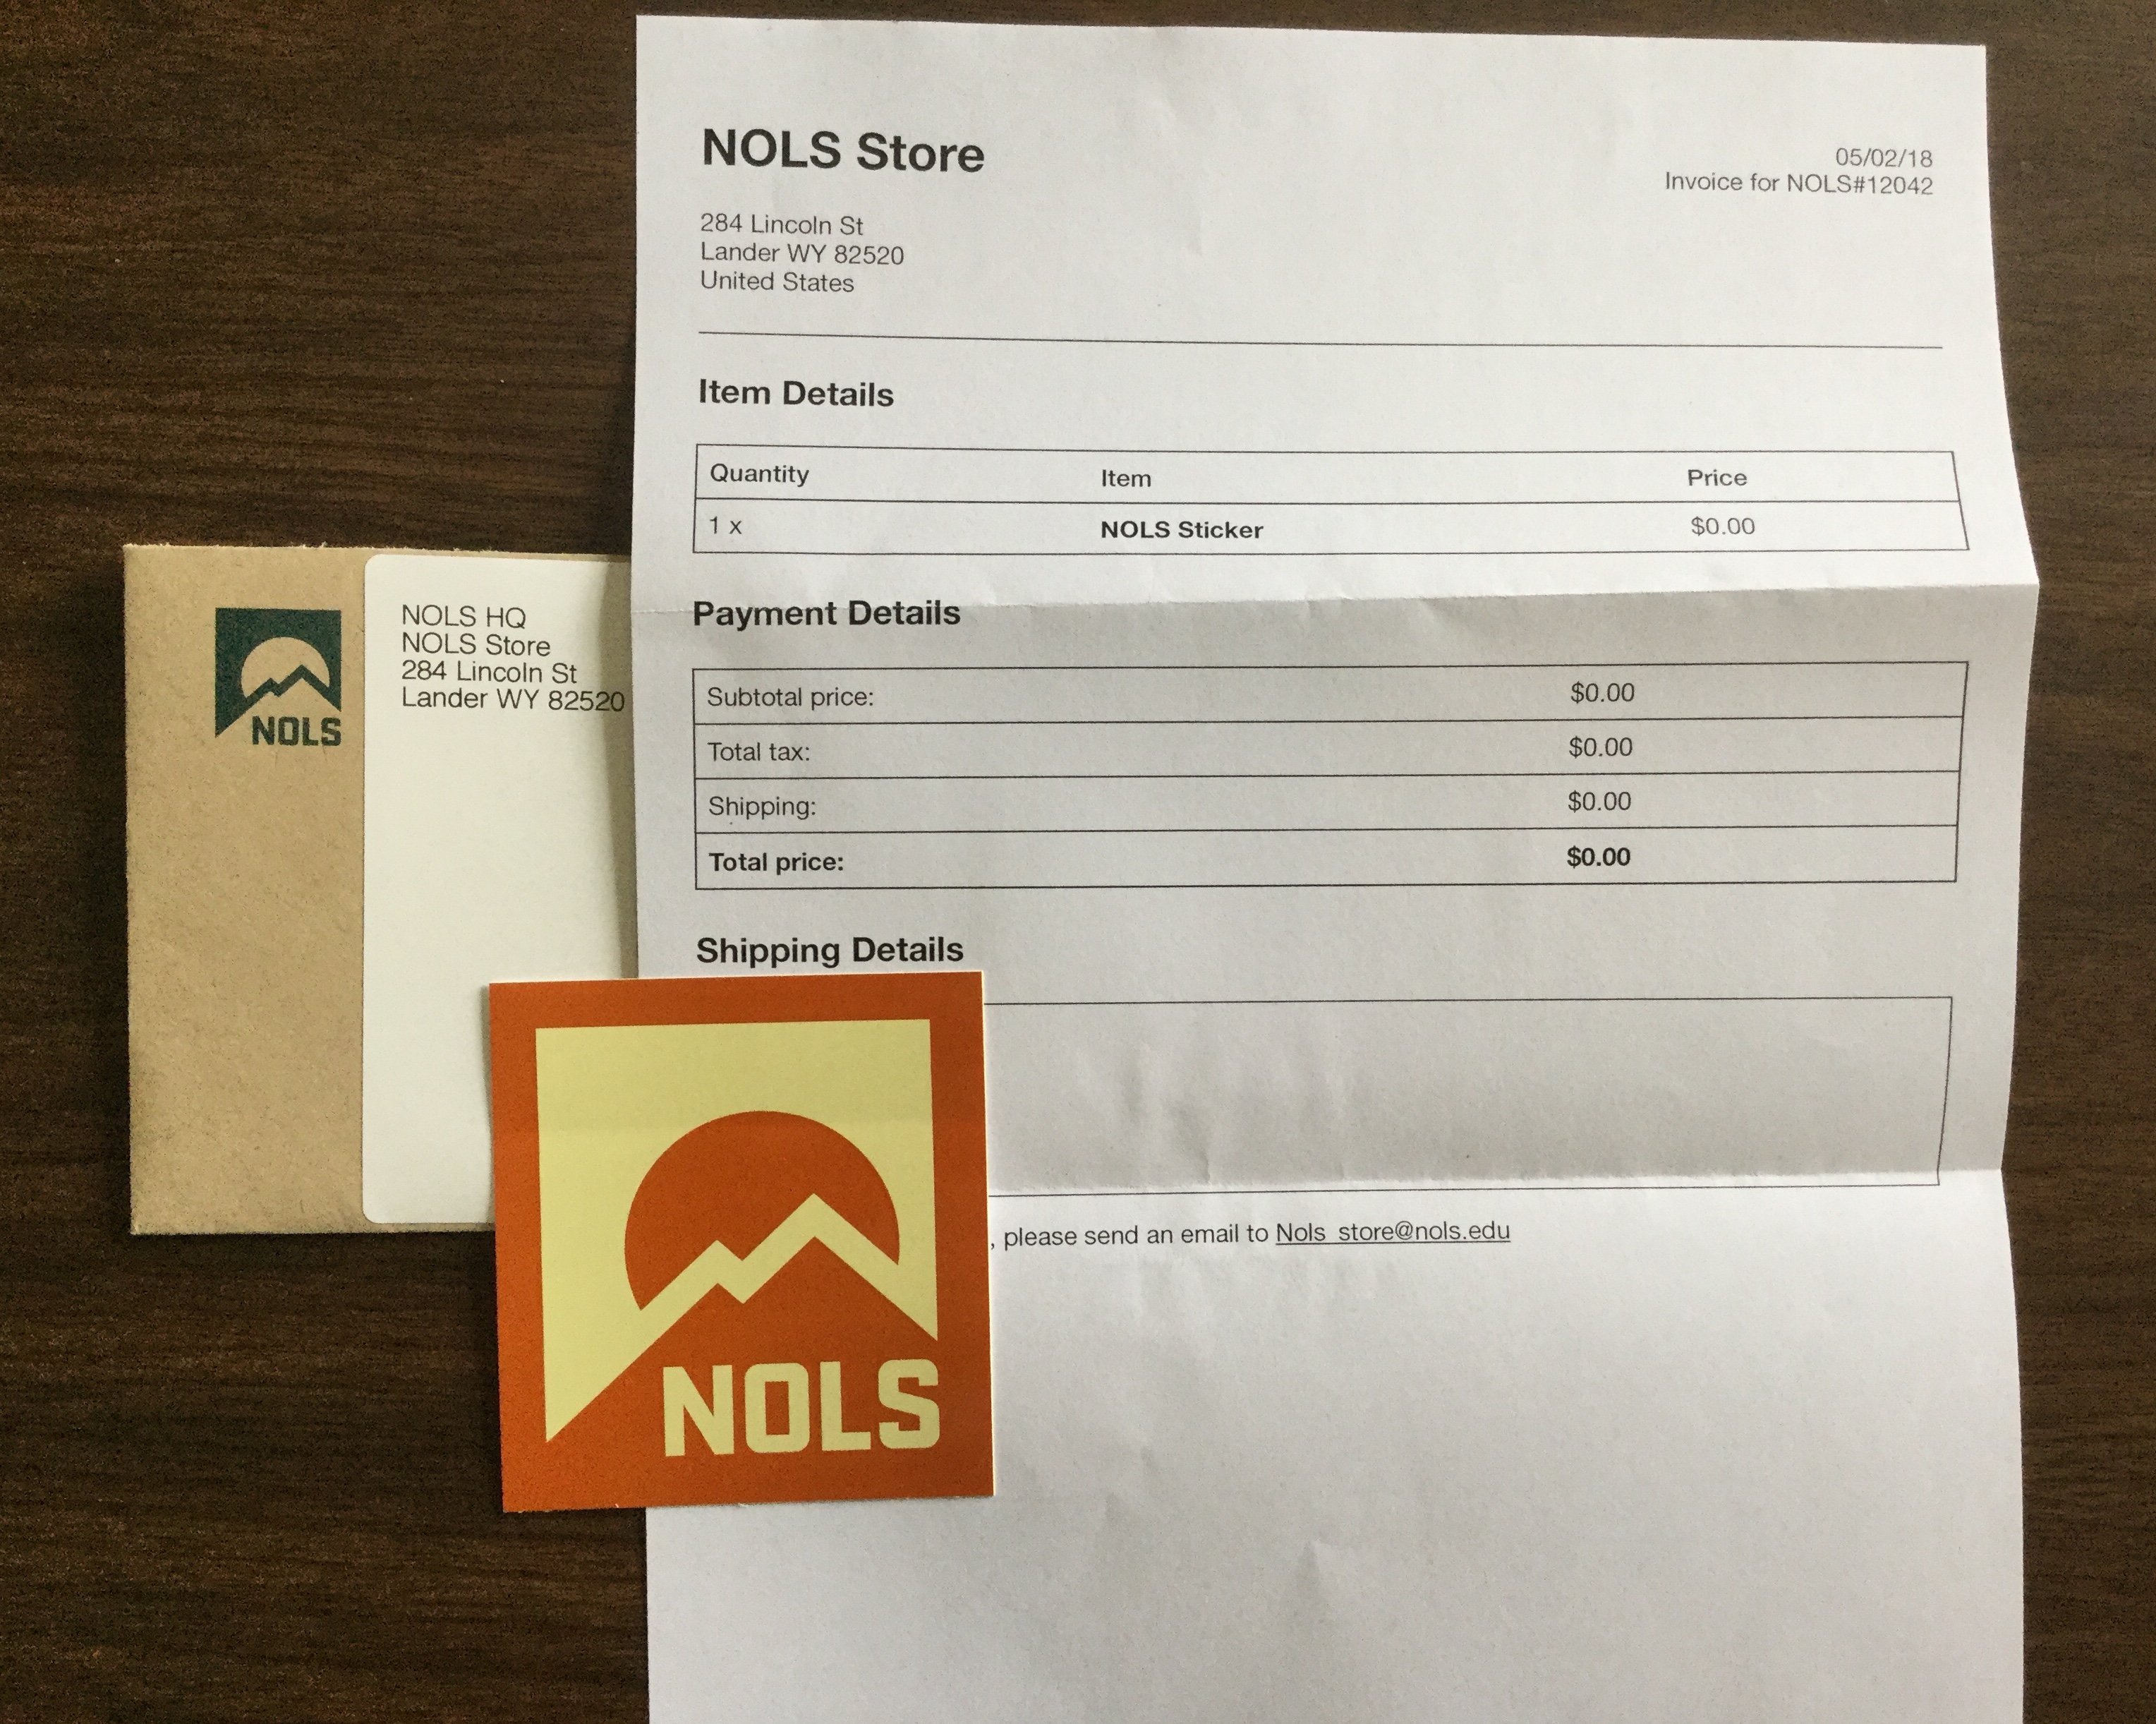 NOLS Store
05/02/18
Invoice for NOLS#12042
284 Lincoln St
Lander WY 82520
United States
Item Details
Quantity Item Price
1 x NOLS Sticker $0.00
Payment Details
Subtotal price: $0.00
Total tax: $0.00
Shipping: $0.00
Total price: $0.00
Shipping Details
, please send an email to Nols_store@nols.edu
NOLS
NOLS HQ
NOLS Store
284 Lincoln St
Lander WY 82520
NOLS